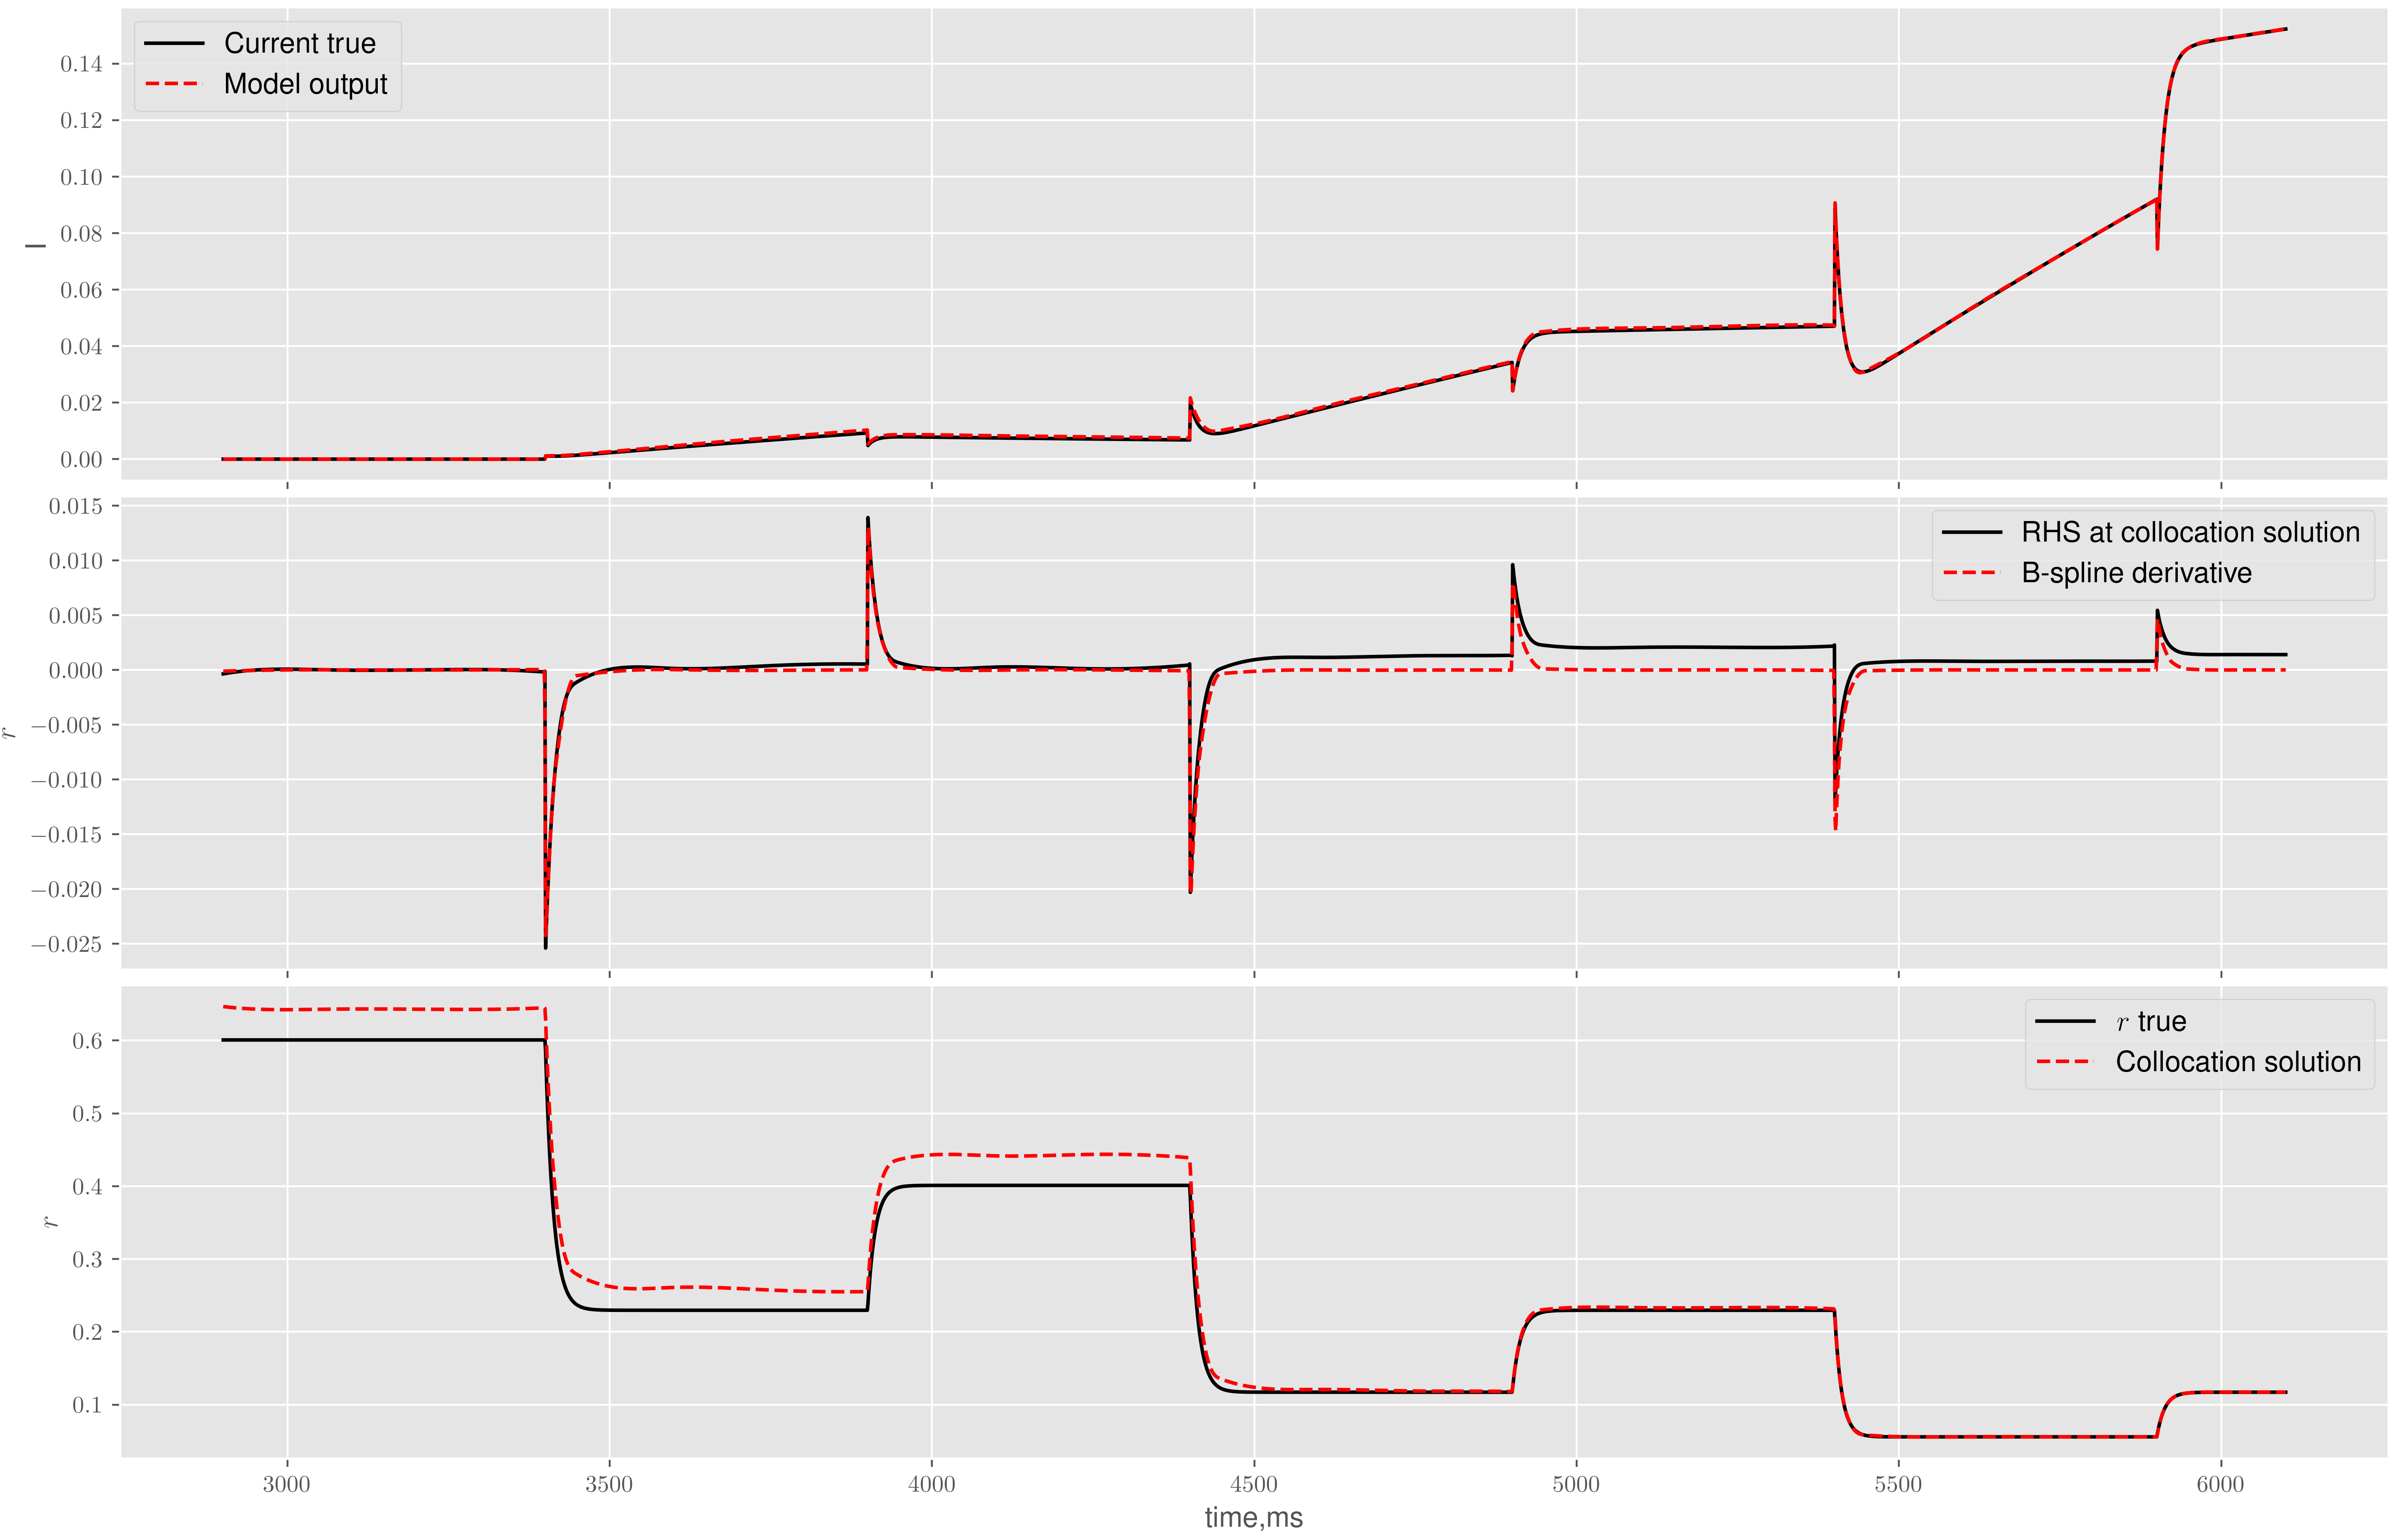 Current true
Model output
0.14
0.12
0.10
0.08
0.06
0.04
0.02
0.00
I
RHS at collocation solution
B-spline derivative
0.015
0.010
0.005
0.000
−0.005
−0.010
−0.015
−0.020
−0.025
r
r true
Collocation solution
0.6
0.5
0.4
0.3
0.2
0.1
r
3000 3500 4000 4500 5000 5500 6000
time,ms